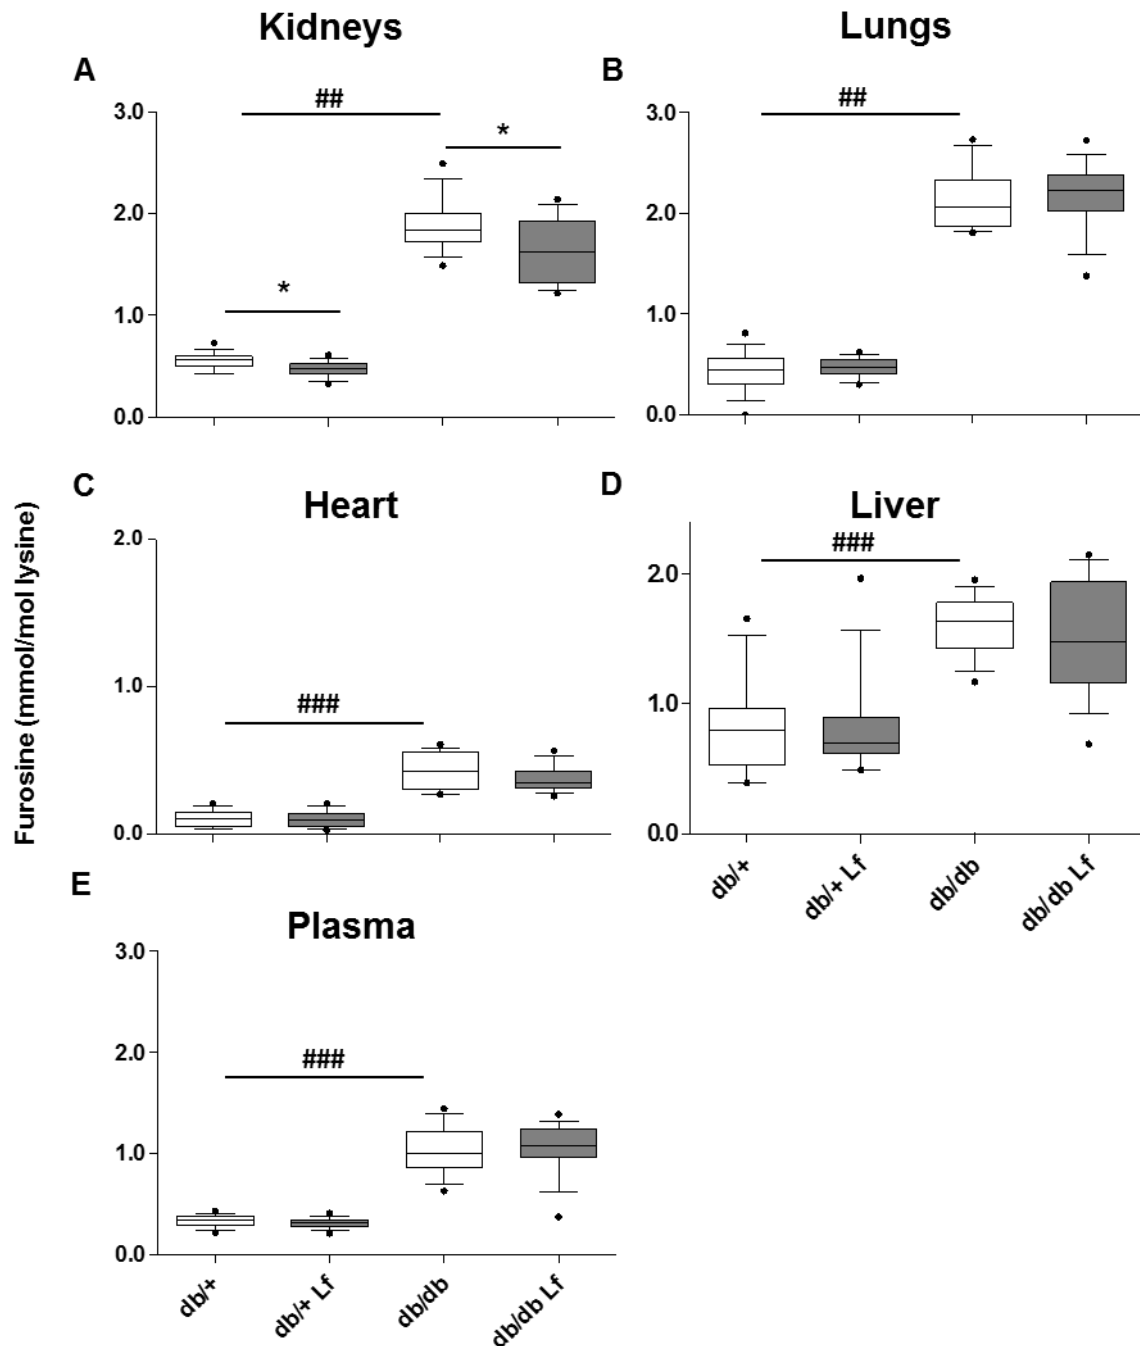 Kidneys
Lungs
A
B
##
##
*
*
3.0
2.0
1.0
0.0
3.0
2.0
1.0
0.0
C
D
Heart
Liver
Furosine (mmol/mol lysine)
###
###
2.0
1.0
0.0
2.0
1.0
0.0
db/+
db/+ Lf
db/db
db/db Lf
E
Plasma
###
3.0
2.0
1.0
0.0
db/+
db/+ Lf
db/db
db/db Lf